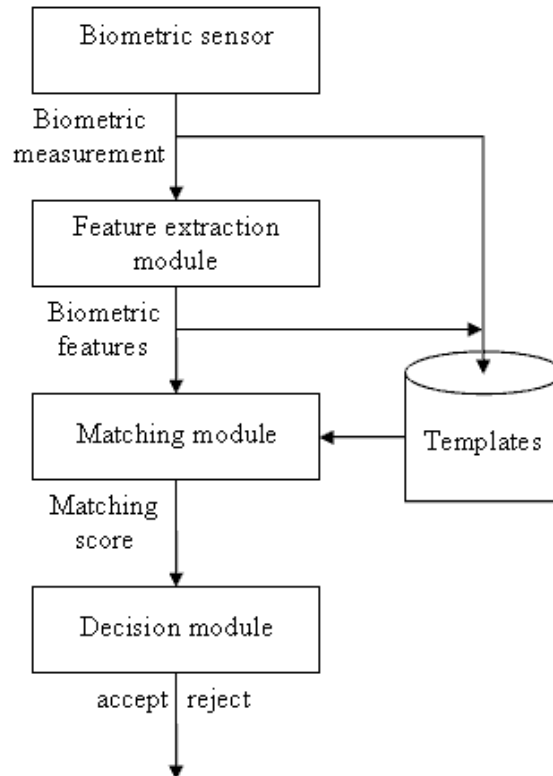 Biometric sensor
Biometric
measurement
Feature extraction
module
Biometric
features
Matching module
Templates
Matching
score
Decision module
accept reject